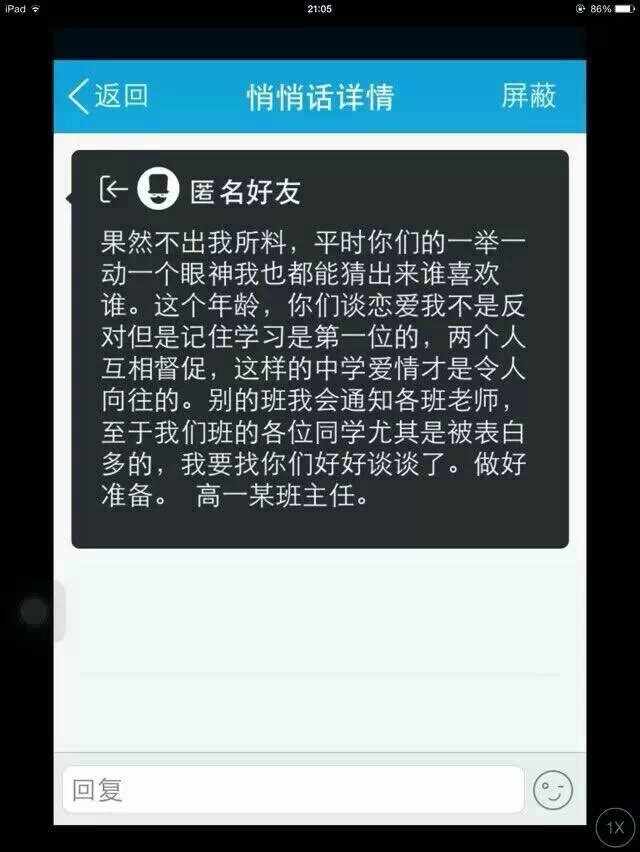 iPad 21:05 86%
返回 悄悄话详情 屏蔽
匿名好友
果然不出我所料，平时你们的一举一
动一个眼神我也都能猜出来谁喜欢
谁。这个年龄，你们谈恋爱我不是反
对但是记住学习是第一位的，两个人
互相督促，这样的中学爱情才是令人
向往的。别的班我会通知各班老师，
至于我们班的各位同学尤其是被表白
多的，我要找你们好好谈谈了。做好
准备。 高一某班主任。
回复
1X